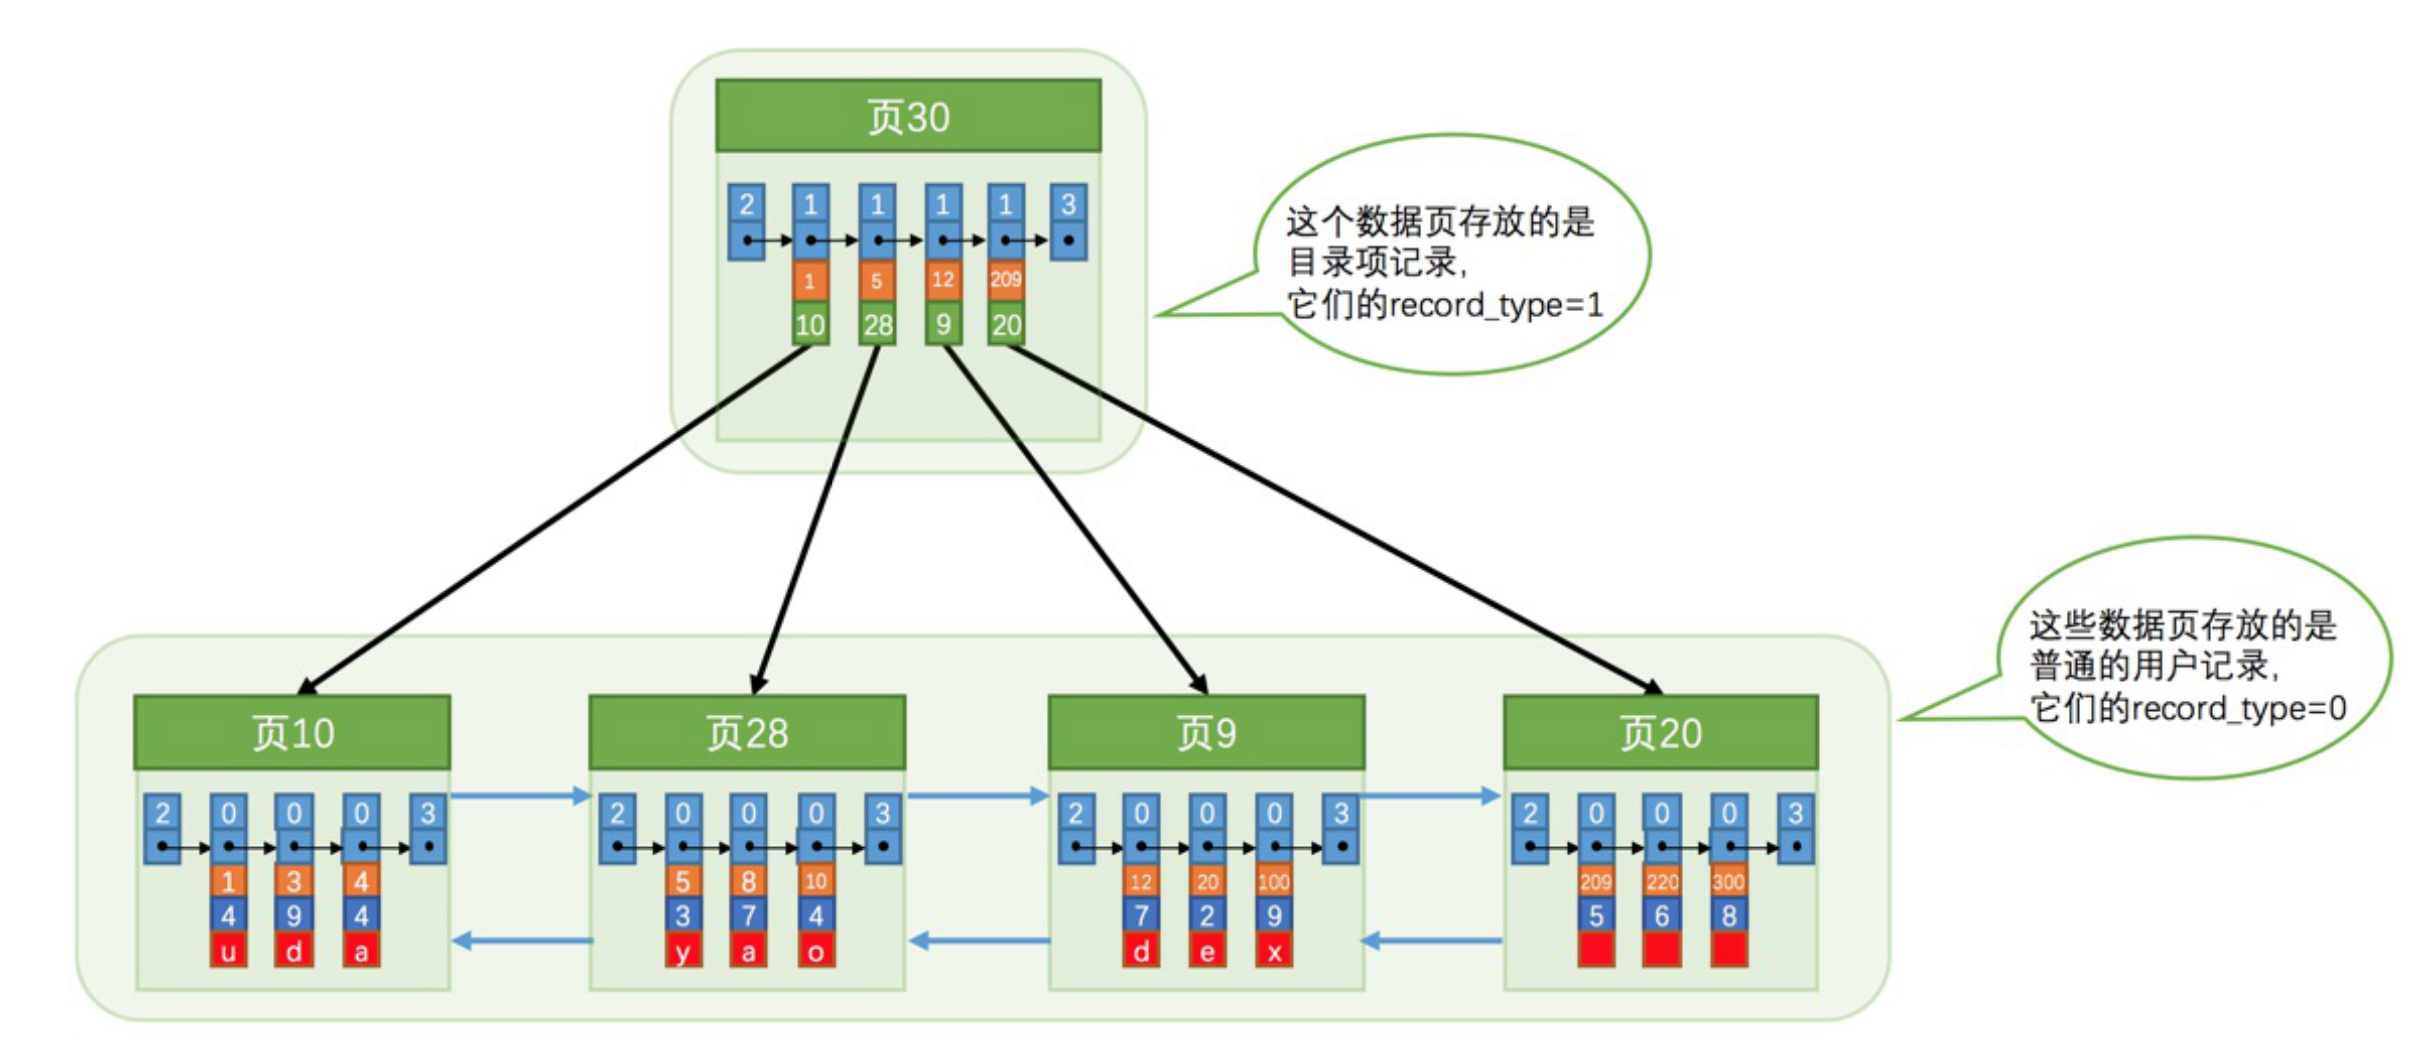 页30
2 1 1 1 1 3
1 5 12 209
10 28 9 20
这个数据页存放的是
目录项记录,
它们的record_type=1
这些数据页存放的是
普通的用户记录,
它们的record_type=0
页10
2 0 0 0 3
1 3 4
4 9 4
u d a
页28
2 0 0 0 3
5 8 10
3 7 4
y a o
页9
2 0 0 0 3
12 20 100
7 2 9
d e x
页20
2 0 0 0 3
209 220 300
5 6 8